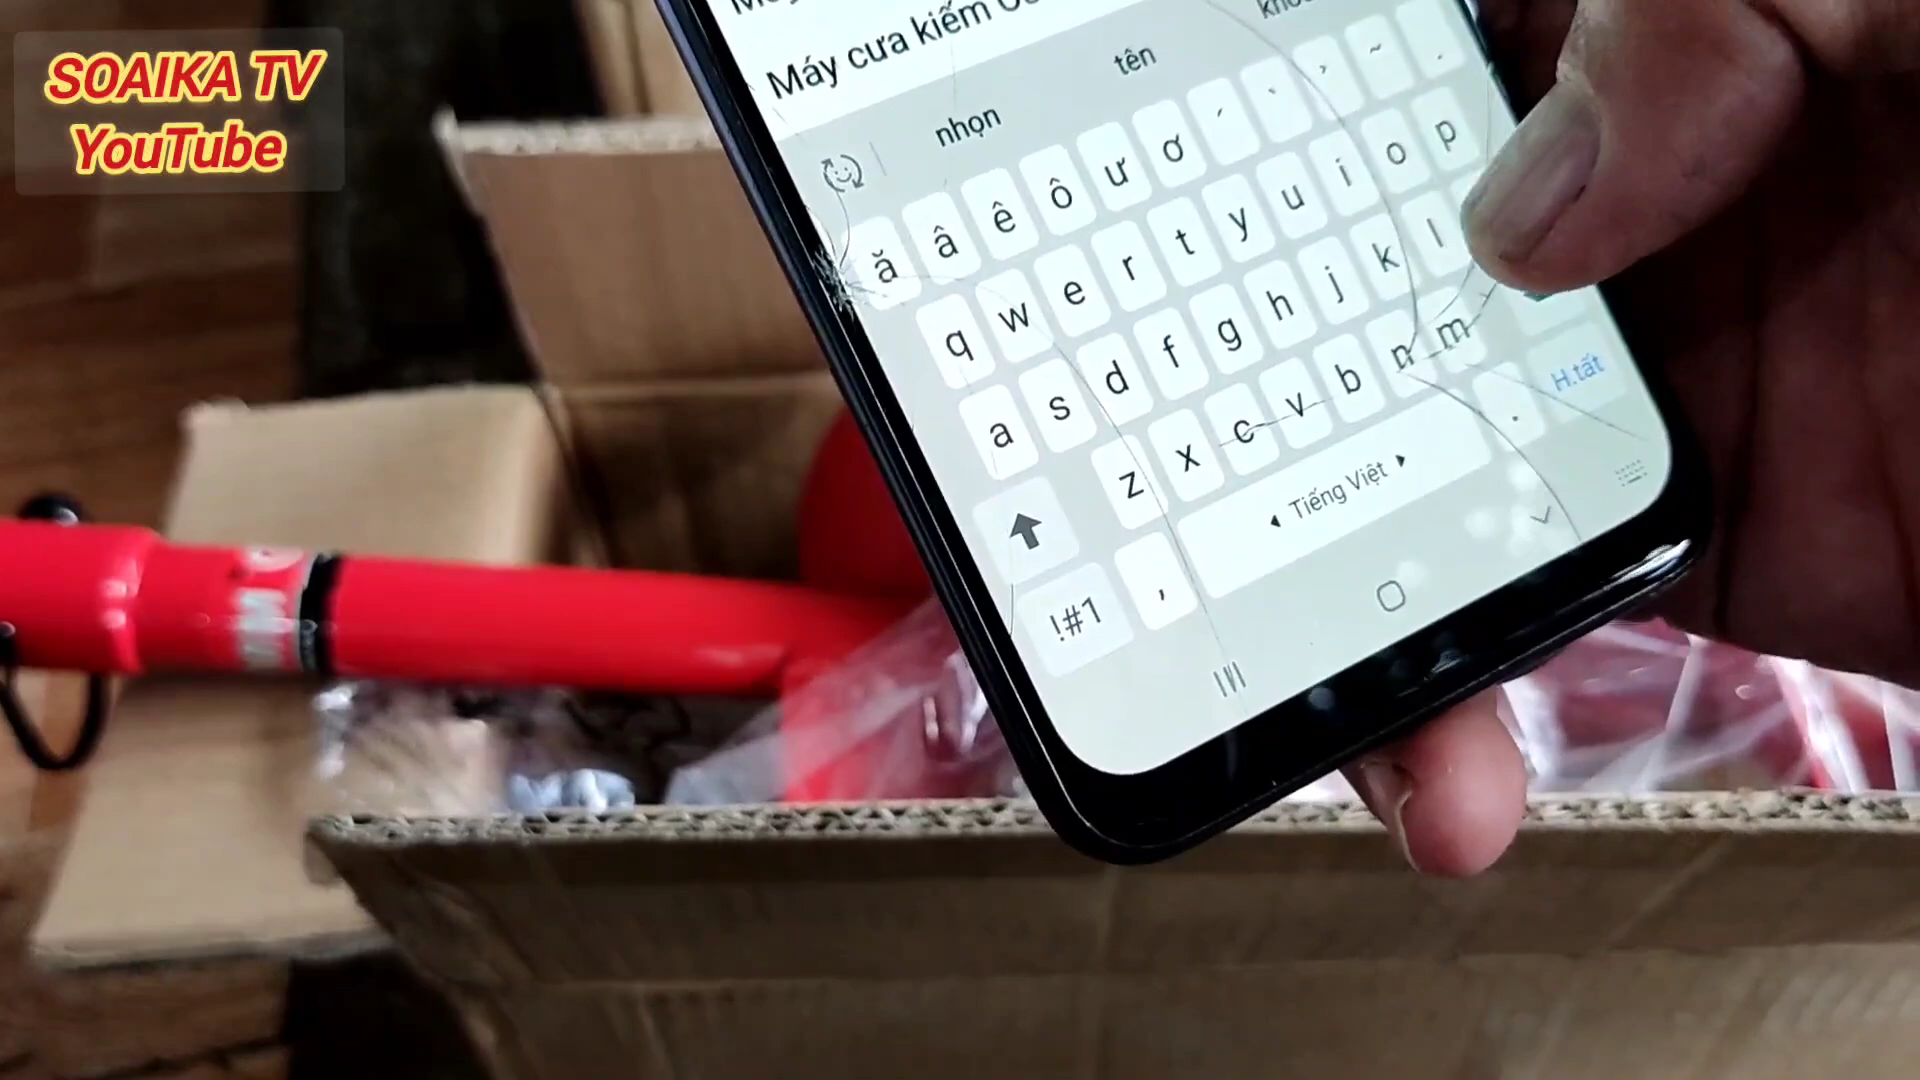 SOAIKA TV
YouTube
Máy cưa kiếm
nhọn
tên
ă â ê ô ư ơ ´ ` ̉ ~ .
q w e r t y u i o p
a s d f g h j k l
z x c v b n m
!#1 , ◂ Tiếng Việt ▸ . H.tất